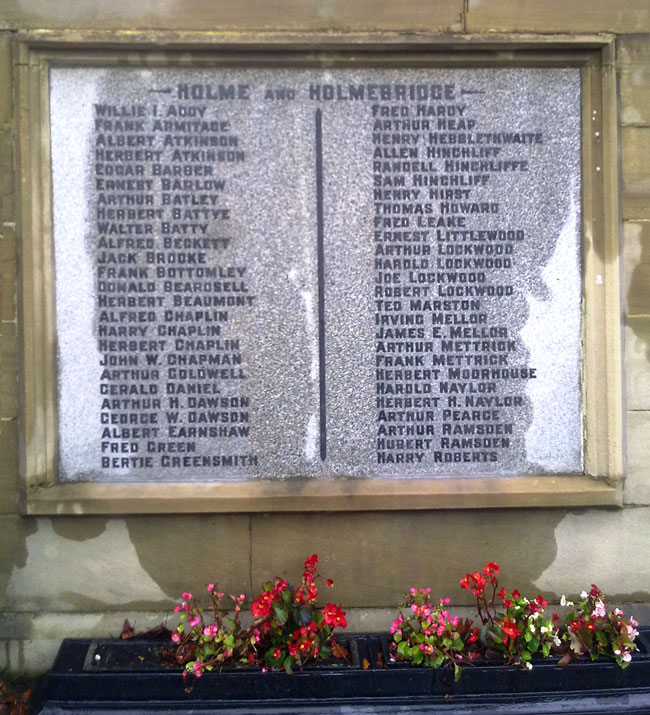 HOLME AND HOLMEBRIDGE
WILLIE I. ADDY
FRANK ARMITAGE
ALBERT ATKINSON
HERBERT ATKINSON
EDGAR BARBER
ERNEST BARLOW
ARTHUR BATLEY
HERBERT BATTYE
WALTER BATTY
ALFRED BECKETT
JACK BROOKE
FRANK BOTTOMLEY
DONALD BEARDSELL
HERBERT BEAUMONT
ALFRED CHAPLIN
HARRY CHAPLIN
HERBERT CHAPLIN
JOHN W. CHAPMAN
ARTHUR COLDWELL
GERALD DANIEL
ARTHUR H. DAWSON
GEORGE W. DAWSON
ALBERT EARNSHAW
FRED GREEN
BERTIE GREENSMITH
FRED HARDY
ARTHUR HEAP
HENRY HEBBLETHWAITE
ALLEN HINCHLIFF
RANDELL HINCHLIFFE
SAM HINCHLIFF
HENRY HIRST
THOMAS HOWARD
FRED LEAKE
ERNEST LITTLEWOOD
ARTHUR LOCKWOOD
HAROLD LOCKWOOD
JOE LOCKWOOD
ROBERT LOCKWOOD
TED MARSTON
IRVING MELLOR
JAMES E. MELLOR
ARTHUR METTRICK
FRANK METTRICK
HERBERT MOORHOUSE
HAROLD NAYLOR
HERBERT H. NAYLOR
ARTHUR PEARCE
ARTHUR RAMSDEN
HUBERT RAMSDEN
HARRY ROBERTS